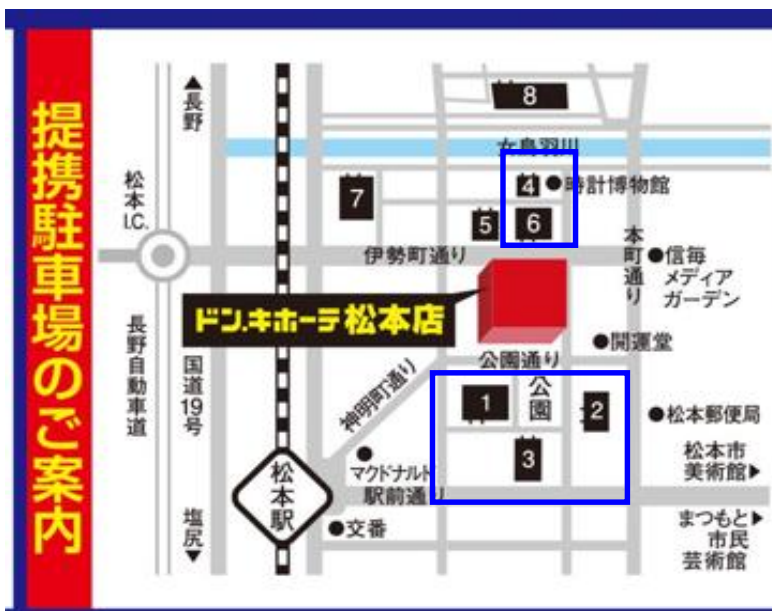 提携駐車場のご案内
▲長野
松本I.C.
長野自動車道
国道19号
塩尻▼
8
女鳥羽川
4
●時計博物館
7
5
6
伊勢町通り
本町通り
●信毎メディアガーデン
ドン.キホーテ松本店
●開運堂
公園通り
神明町通り
1
公園
2
●松本郵便局
3
●マクドナルド
駅前通り
松本市美術館▶
松本駅
●交番
まつもと市民芸術館▶